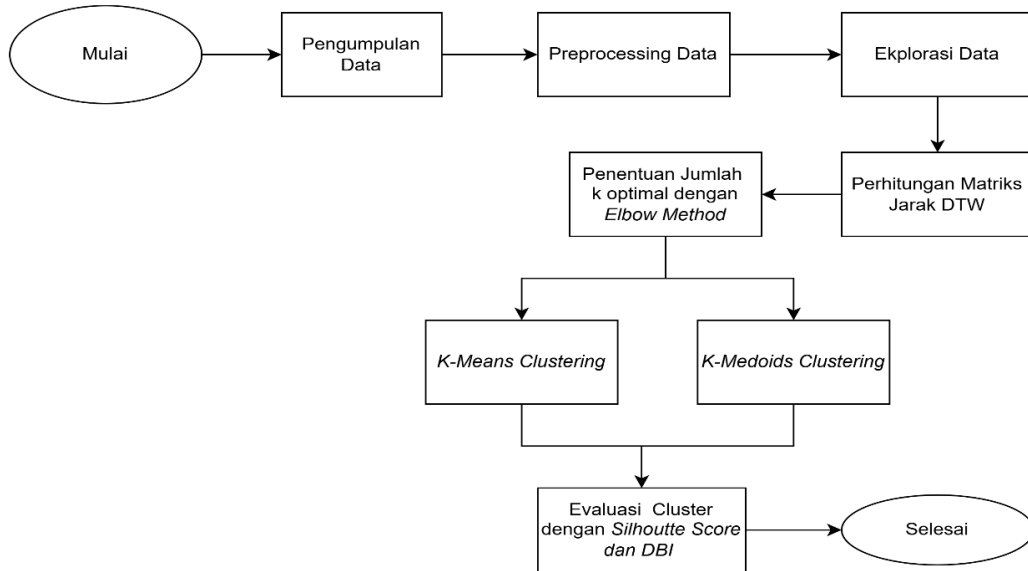 Mulai
Pengumpulan
Data
Preprocessing Data
Ekplorasi Data
Perhitungan Matriks
Jarak DTW
Penentuan Jumlah
k optimal dengan
Elbow Method
K-Means Clustering
K-Medoids Clustering
Evaluasi Cluster
dengan Silhoutte Score
dan DBI
Selesai